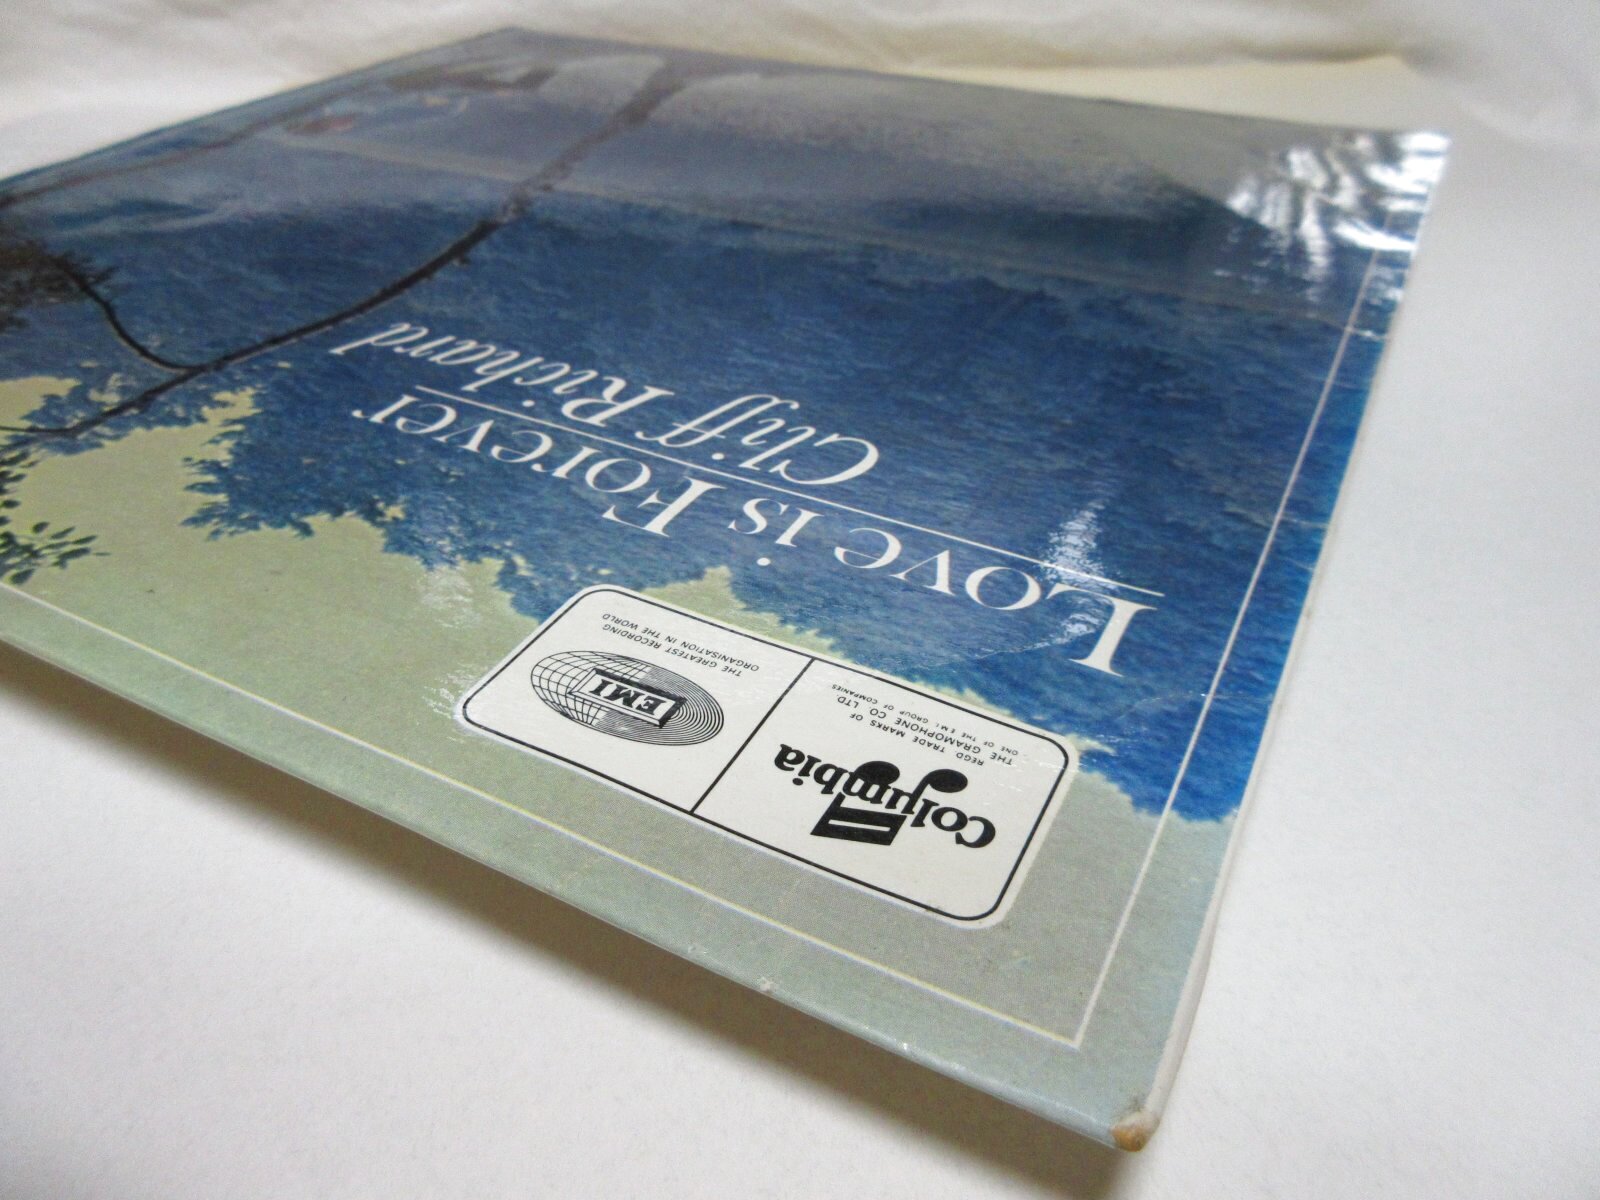 Columbia
REGD. TRADE MARKS OF
THE GRAMOPHONE CO. LTD
- ONE OF THE E.M.I. GROUP OF COMPANIES
EMI
THE GREATEST RECORDING
ORGANISATION IN THE WORLD
Love is Forever
Cliff Richard